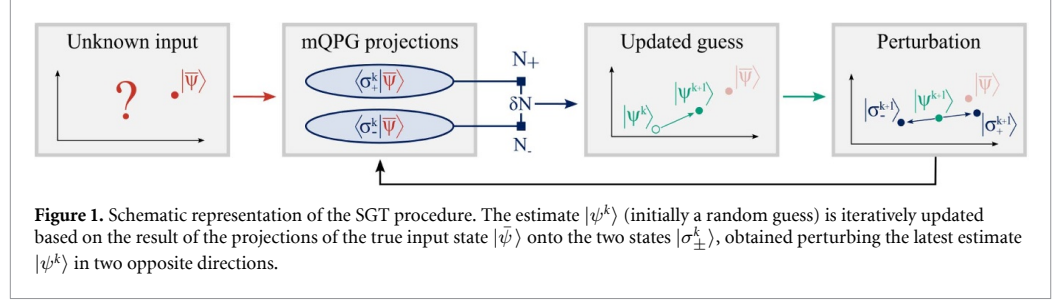 Unknown input
?
|Ψ̅⟩
mQPG projections
⟨σ₊ᵏ|Ψ̅⟩
⟨σ₋ᵏ|Ψ̅⟩
N₊
δN
N₋
Updated guess
|Ψᵏ⟩
|Ψᵏ⁺¹⟩
|Ψ̅⟩
Perturbation
|σ₋ᵏ⁺¹⟩
|Ψᵏ⁺¹⟩
|Ψ̅⟩
|σ₊ᵏ⁺¹⟩
Figure 1. Schematic representation of the SGT procedure. The estimate |ψᵏ⟩ (initially a random guess) is iteratively updated
based on the result of the projections of the true input state |ψ̄⟩ onto the two states |σ±ᵏ⟩, obtained perturbing the latest estimate
|ψᵏ⟩ in two opposite directions.